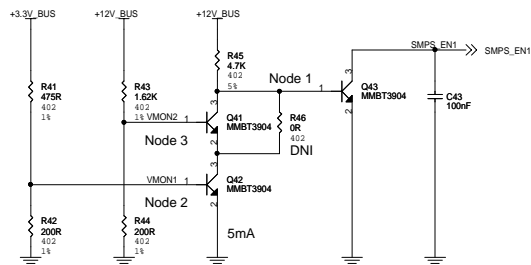 +3.3V_BUS
+12V_BUS
+12V_BUS
SMPS_EN1
SMPS_EN1
R41
475R
402
1%
R43
1.62K
402
1%
R45
4.7K
402
5%
Node 1
1
3
2
Q43
MMBT3904
C43
100nF
VMON2
1
3
2
Q41
MMBT3904
R46
0R
402
DNI
Node 3
VMON1
1
3
2
Q42
MMBT3904
Node 2
R42
200R
402
1%
R44
200R
402
1%
5mA